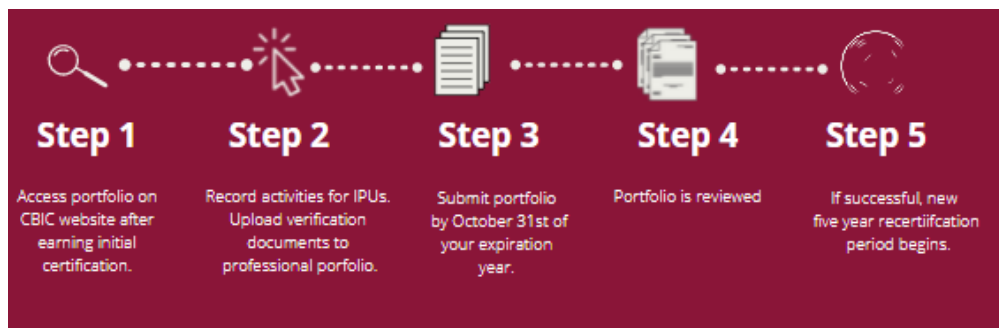 Step 1
Access portfolio on
CBIC website after
earning initial
certification.
Step 2
Record activities for IPUs.
Upload verification
documents to
professional porfolio.
Step 3
Submit portfolio
by October 31st of
your expiration
year.
Step 4
Portfolio is reviewed
Step 5
If successful, new
five year recertiifcation
period begins.